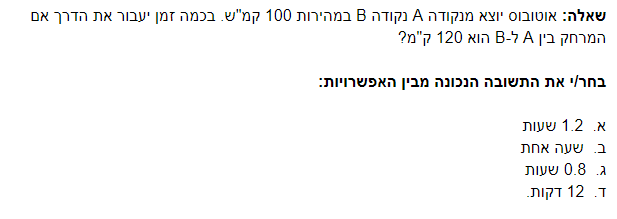 שאלה: אוטובוס יוצא מנקודה A נקודה B במהירות 100 קמ"ש. בכמה זמן יעבור את הדרך אם
המרחק בין A ל-B הוא 120 ק"מ?
בחר/י את התשובה הנכונה מבין האפשרויות:
א. 1.2 שעות
ב. שעה אחת
ג. 0.8 שעות
ד. 12 דקות.